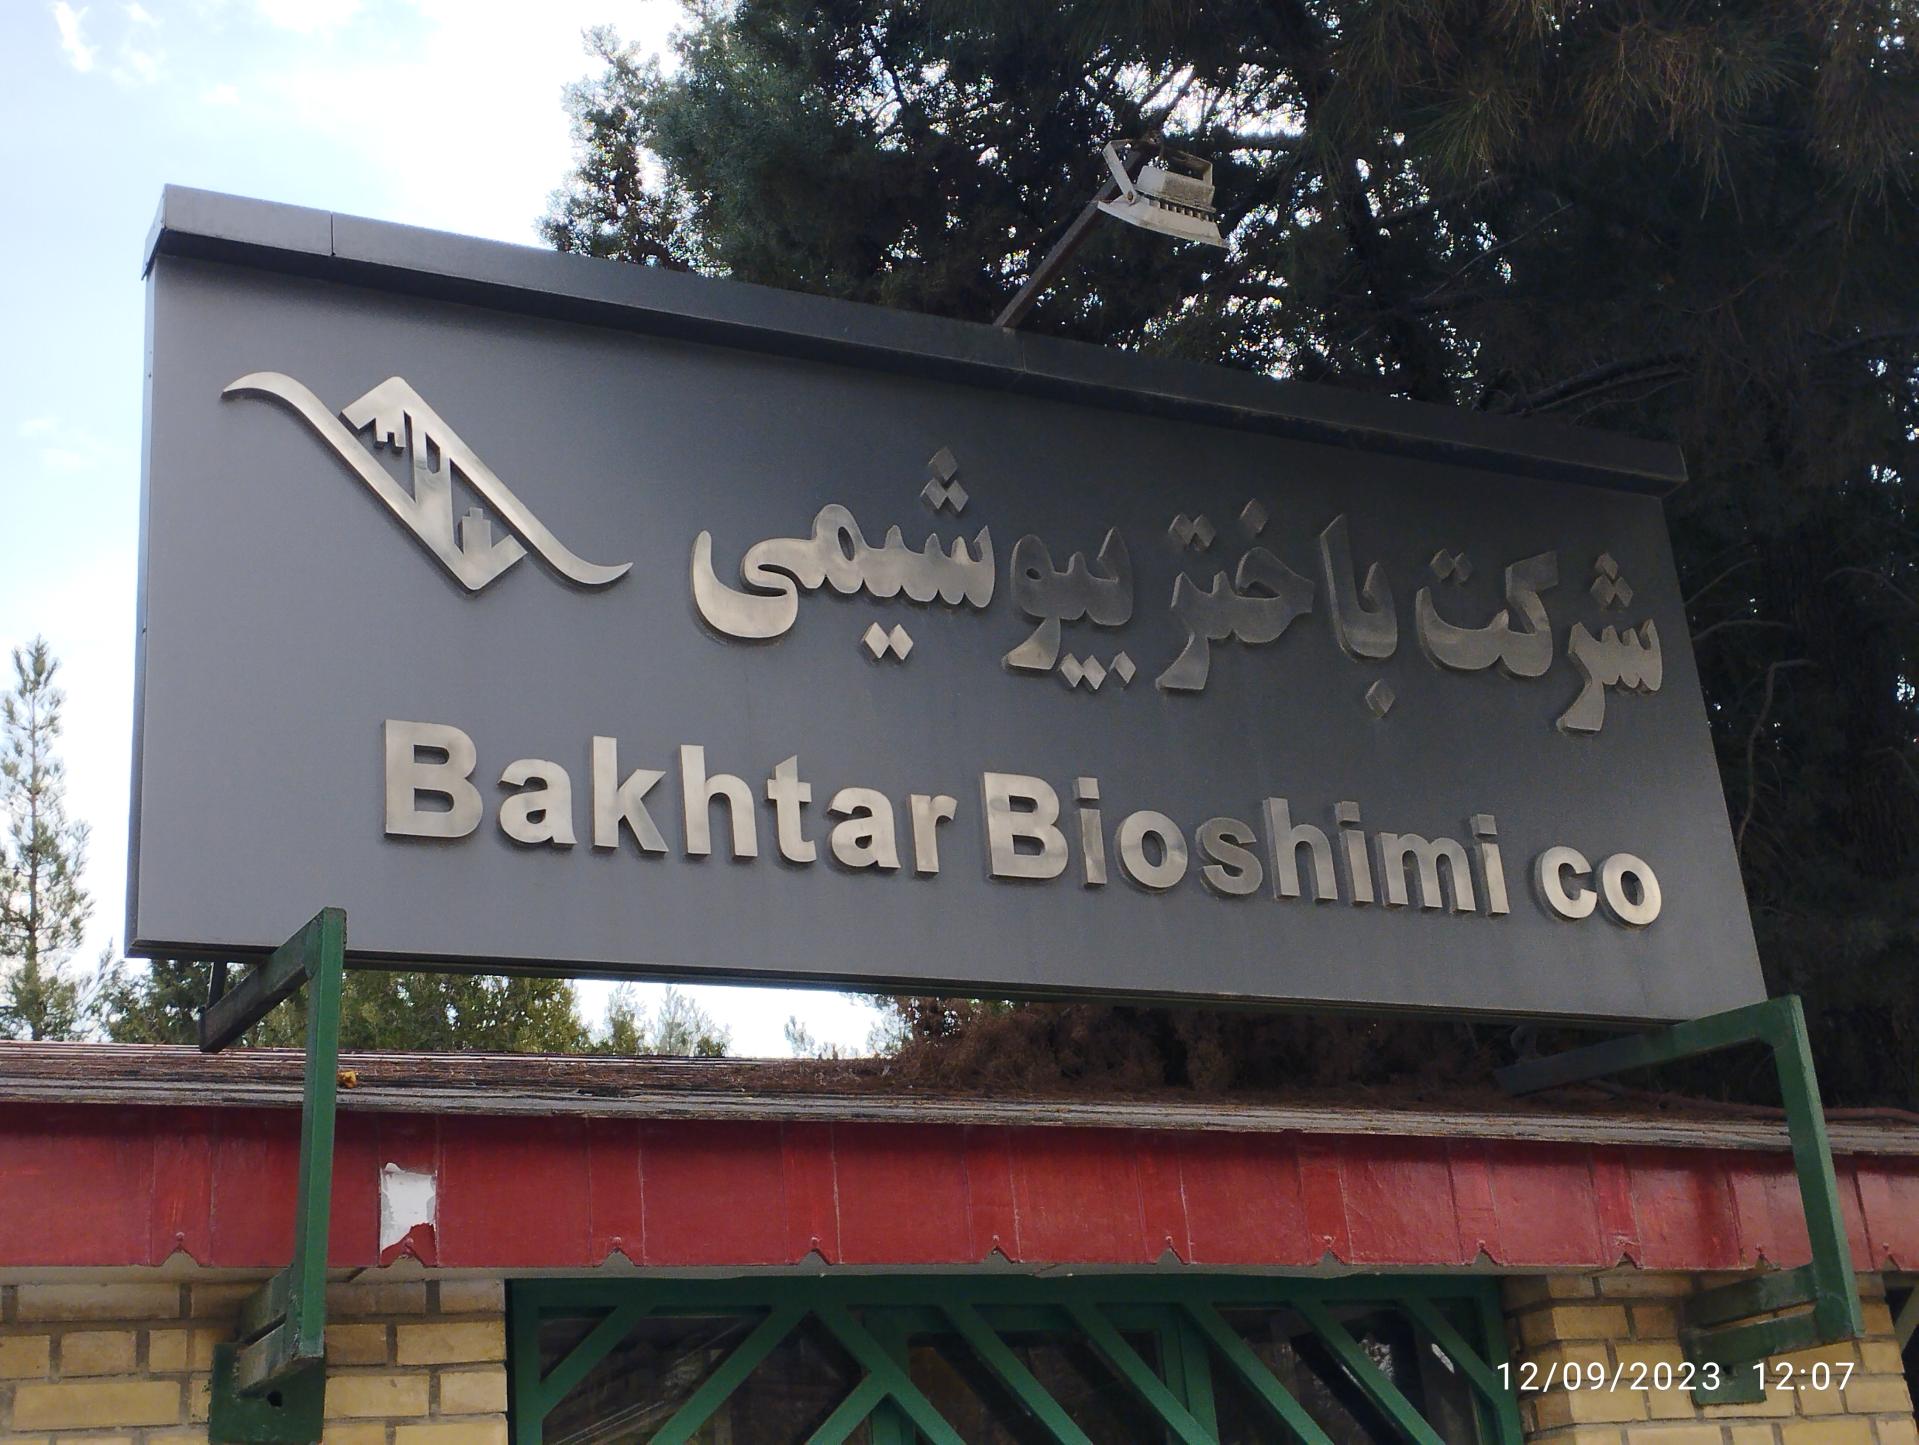 شرکت باختر بیوشیمی
Bakhtar Bioshimi co
12/09/2023 12:07